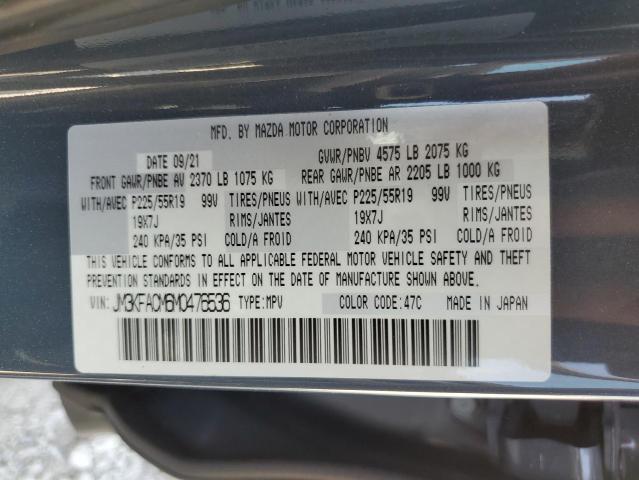 MFD. BY MAZDA MOTOR CORPORATION
DATE 09/21 GVWR/PNBV 4575 LB 2075 KG
FRONT GAWR/PNBE AV 2370 LB 1075 KG REAR GAWR/PNBE AR 2205 LB 1000 KG
WITH/AVEC P225/55R19 99V TIRES/PNEUS WITH/AVEC P225/55R19 99V TIRES/PNEUS
19X7J RIMS/JANTES 19X7J RIMS/JANTES
240 KPA/35 PSI COLD/A FROID 240 KPA/35 PSI COLD/A FROID
THIS VEHICLE CONFORMS TO ALL APPLICABLE FEDERAL MOTOR VEHICLE SAFETY AND THEFT
PREVENTION STANDARDS IN EFFECT ON THE DATE OF MANUFACTURE SHOWN ABOVE.
VIN: JM3KFACM6M0476536 TYPE:MPV COLOR CODE:47C MADE IN JAPAN